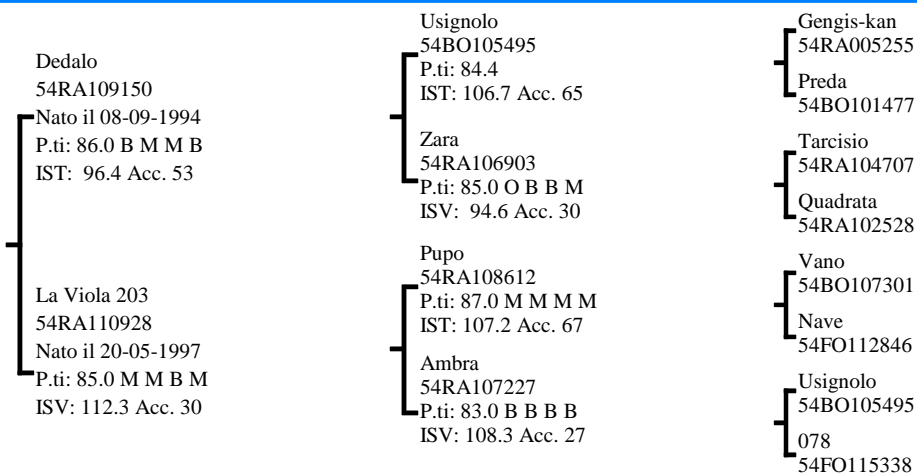 Dedalo
54RA109150
Nato il 08-09-1994
P.ti: 86.0 B M M B
IST: 96.4 Acc. 53
La Viola 203
54RA110928
Nato il 20-05-1997
P.ti: 85.0 M M B M
ISV: 112.3 Acc. 30
Usignolo
54BO105495
P.ti: 84.4
IST: 106.7 Acc. 65
Zara
54RA106903
P.ti: 85.0 O B B M
ISV: 94.6 Acc. 30
Pupo
54RA108612
P.ti: 87.0 M M M M
IST: 107.2 Acc. 67
Ambra
54RA107227
P.ti: 83.0 B B B B
ISV: 108.3 Acc. 27
Gengis-kan
54RA005255
Preda
54BO101477
Tarcisio
54RA104707
Quadrata
54RA102528
Vano
54BO107301
Nave
54FO112846
Usignolo
54BO105495
078
54FO115338